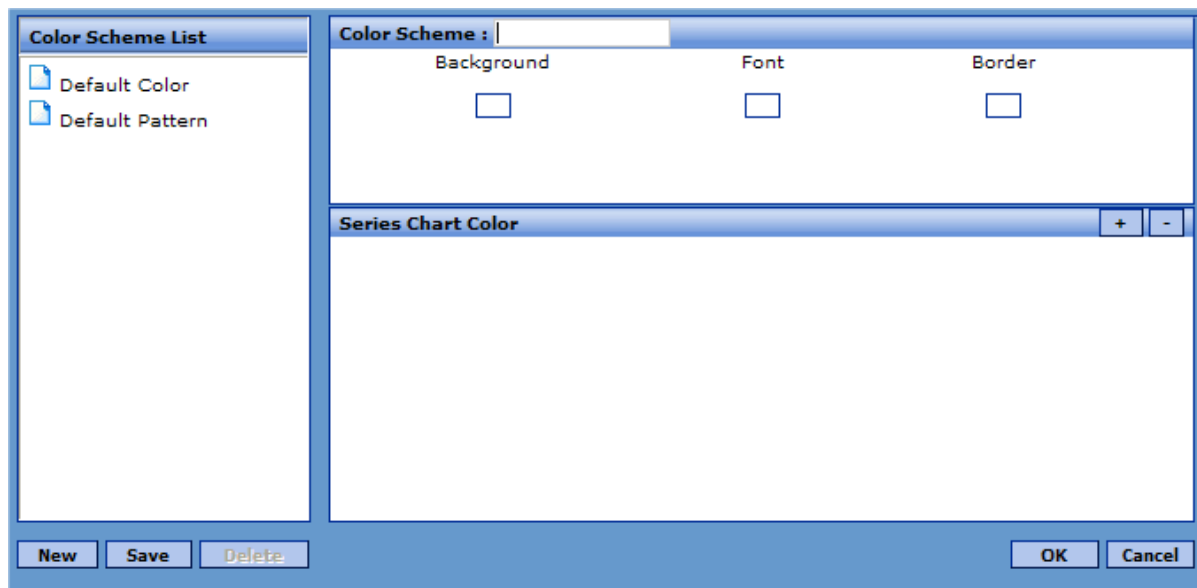 Color Scheme List
Default Color
Default Pattern
Color Scheme :
Background Font Border
Series Chart Color + -
New Save Delete OK Cancel